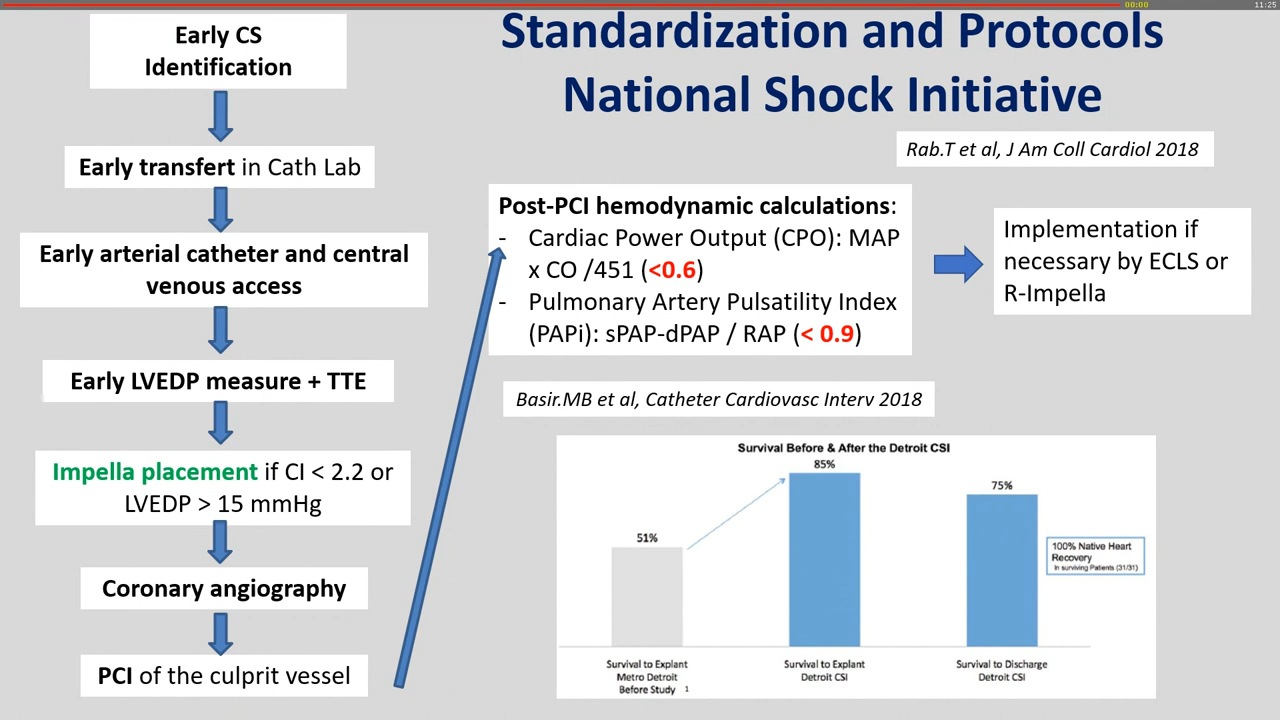 00:00
11:25
Standardization and Protocols
National Shock Initiative
Early CS
Identification
Early transfert in Cath Lab
Early arterial catheter and central
venous access
Early LVEDP measure + TTE
Impella placement if CI < 2.2 or
LVEDP > 15 mmHg
Coronary angiography
PCI of the culprit vessel
Rab.T et al, J Am Coll Cardiol 2018
Post-PCI hemodynamic calculations:
- Cardiac Power Output (CPO): MAP
x CO /451 (<0.6)
- Pulmonary Artery Pulsatility Index
(PAPi): sPAP-dPAP / RAP (< 0.9)
Implementation if
necessary by ECLS or
R-Impella
Basir.MB et al, Catheter Cardiovasc Interv 2018
Survival Before & After the Detroit CSI
51%
85%
75%
100% Native Heart
Recovery
In surviving Patients (31/31)
Survival to Explant
Metro Detroit
Before Study 1
Survival to Explant
Detroit CSI
Survival to Discharge
Detroit CSI